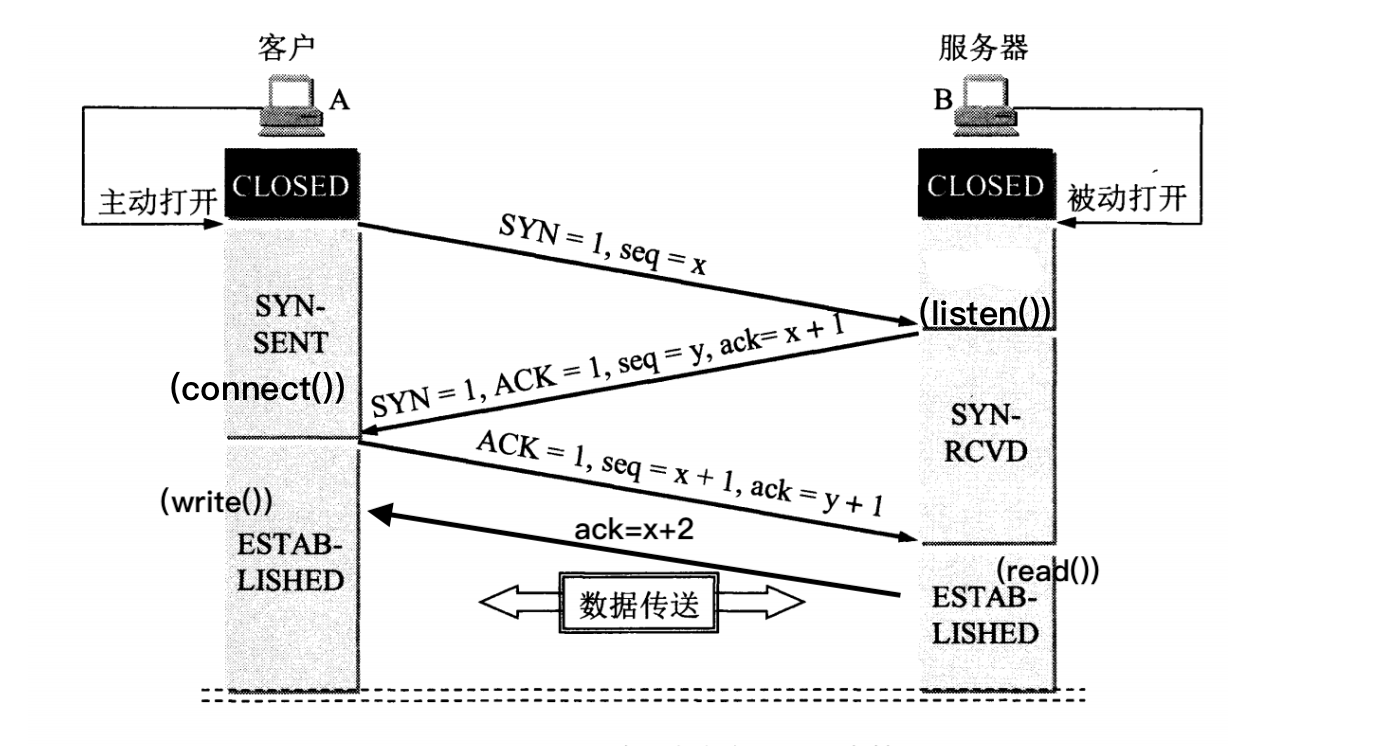 客户
服务器
A
B
CLOSED
CLOSED
主动打开
被动打开
SYN = 1, seq = x
SYN-
SENT
(listen())
SYN = 1, ACK = 1, seq = y, ack= x + 1
(connect())
SYN-
RCVD
ACK = 1, seq = x + 1, ack = y + 1
(write())
ack=x+2
ESTAB-
LISHED
(read())
数据传送
ESTAB-
LISHED